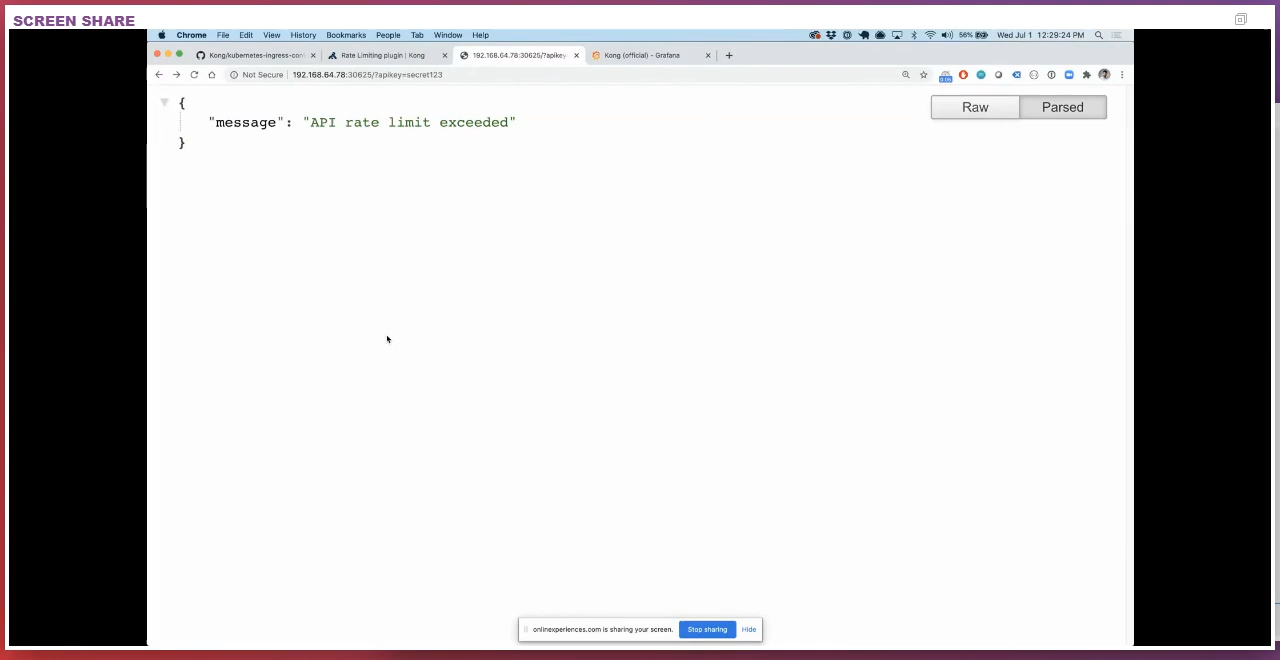 SCREEN SHARE
Chrome File Edit View History Bookmarks People Tab Window Help
56% Wed Jul 1 12:29:24 PM
Kong/kubernetes-ingress-con
Rate Limiting plugin | Kong
192.168.64.78:30625/?apikey=
Kong (official) - Grafana
Not Secure 192.168.64.78:30625/?apikey=secret123
{
"message": "API rate limit exceeded"
}
Raw Parsed
onlinexperiences.com is sharing your screen. Stop sharing Hide